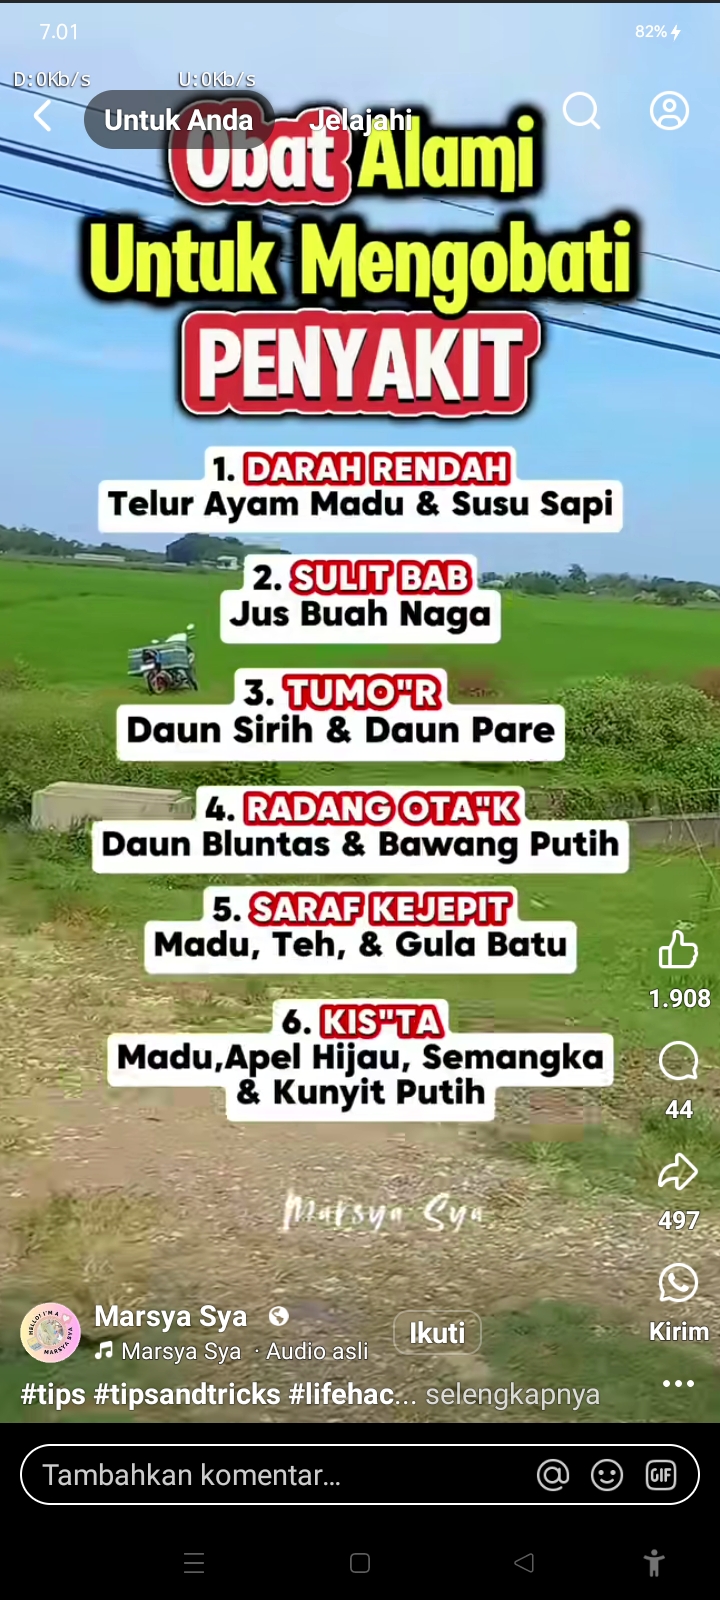 7.01
82%
D:0Kb/s U:0Kb/s
Untuk Anda Jelajahi
Obat Alami
Untuk Mengobati
PENYAKIT
1. DARAH RENDAH
Telur Ayam Madu & Susu Sapi
2. SULIT BAB
Jus Buah Naga
3. TUMO"R
Daun Sirih & Daun Pare
4. RADANG OTA"K
Daun Bluntas & Bawang Putih
5. SARAF KEJEPIT
Madu, Teh, & Gula Batu
6. KIS"TA
Madu,Apel Hijau, Semangka
& Kunyit Putih
1.908
44
497
Kirim
Marsya Sya
HELLO! I'M A
MARSYA SYA
Marsya Sya
Ikuti
Marsya Sya · Audio asli
#tips #tipsandtricks #lifehac... selengkapnya
Tambahkan komentar...
GIF